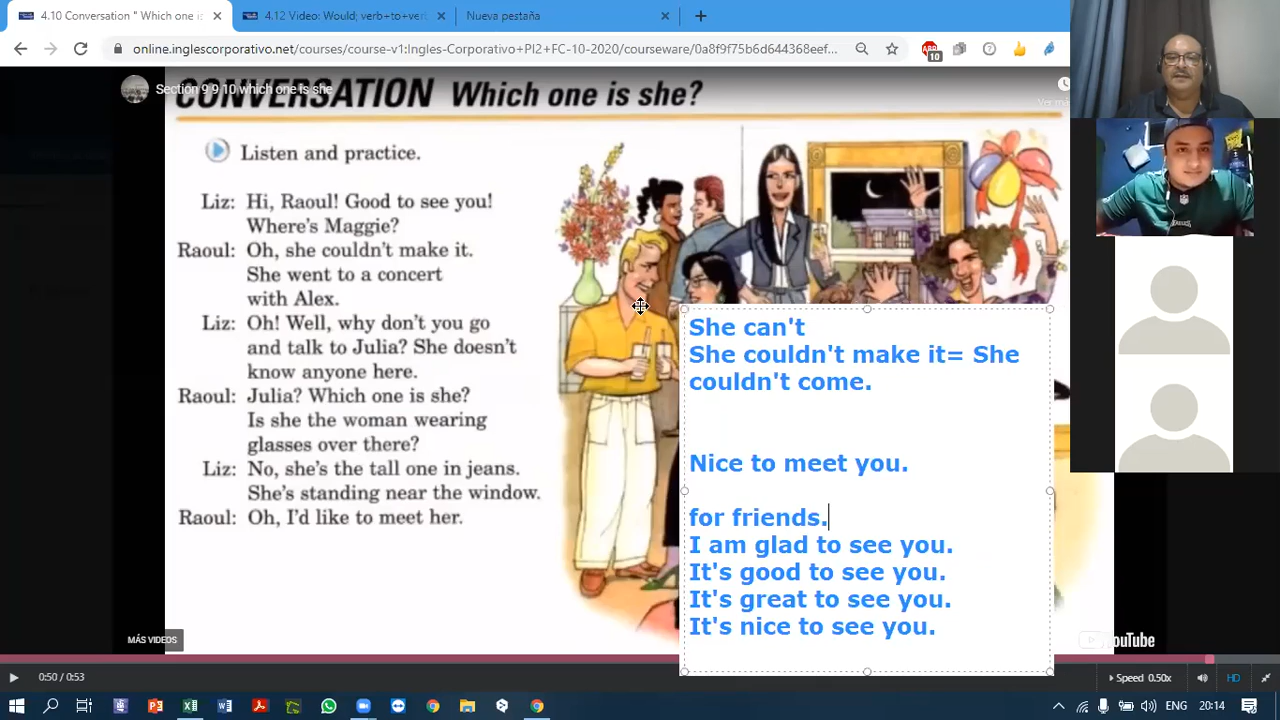 4.10 Conversation " Which one is
4.12 Video: Would; verb+to+ver
Nueva pestaña
online.inglescorporativo.net/courses/course-v1:Ingles-Corporativo+PI2+FC-10-2020/courseware/0a8f9f75b6d644368eef...
10
Section 9 9 10 which one is she
CONVERSATION Which one is she?
Listen and practice.
Liz: Hi, Raoul! Good to see you!
Where's Maggie?
Raoul: Oh, she couldn't make it.
She went to a concert
with Alex.
Liz: Oh! Well, why don't you go
and talk to Julia? She doesn't
know anyone here.
Raoul: Julia? Which one is she?
Is she the woman wearing
glasses over there?
Liz: No, she's the tall one in jeans.
She's standing near the window.
Raoul: Oh, I'd like to meet her.
She can't
She couldn't make it= She
couldn't come.
Nice to meet you.
for friends.
I am glad to see you.
It's good to see you.
It's great to see you.
It's nice to see you.
MÁS VIDEOS
YouTube
0:50 / 0:53
Speed 0.50x
HD
ENG
20:14